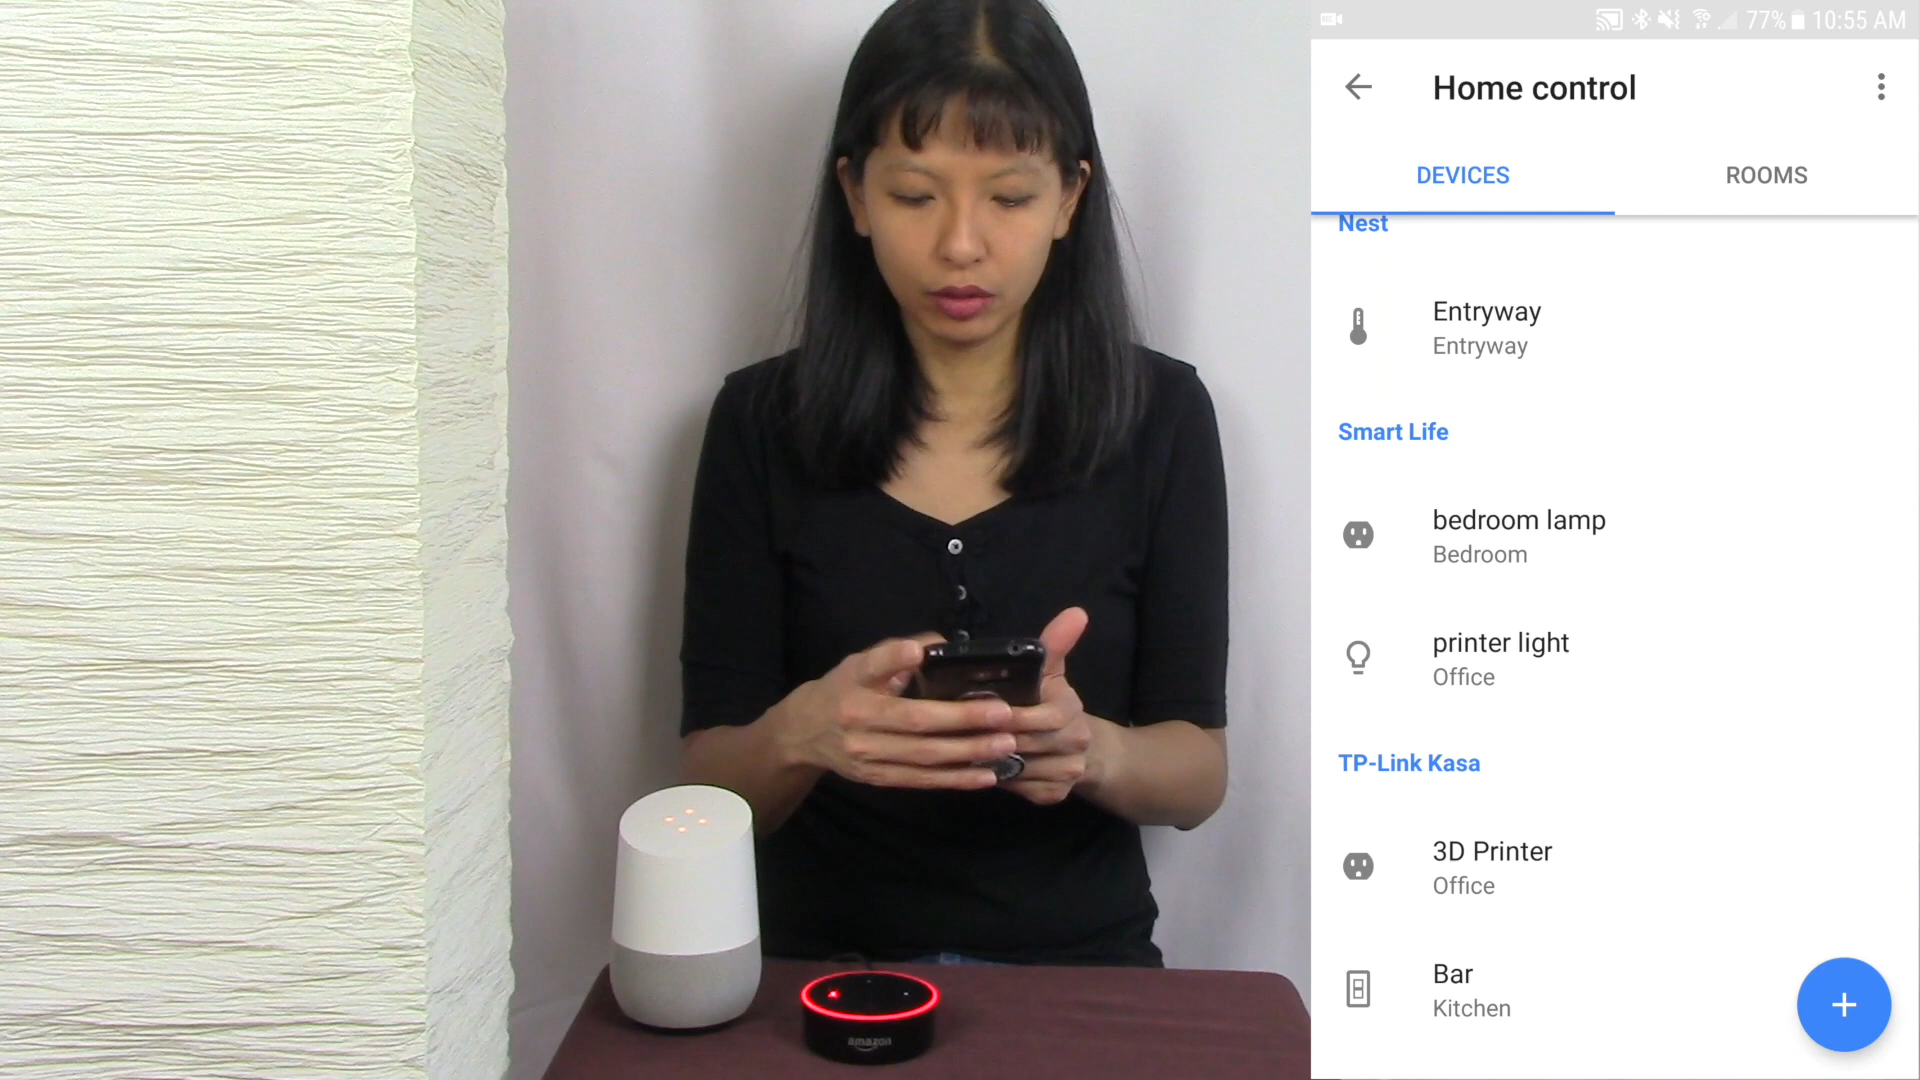 77% 10:55 AM
Home control
DEVICES ROOMS
Nest
Entryway
Entryway
Smart Life
bedroom lamp
Bedroom
printer light
Office
TP-Link Kasa
3D Printer
Office
Bar
Kitchen
amazon